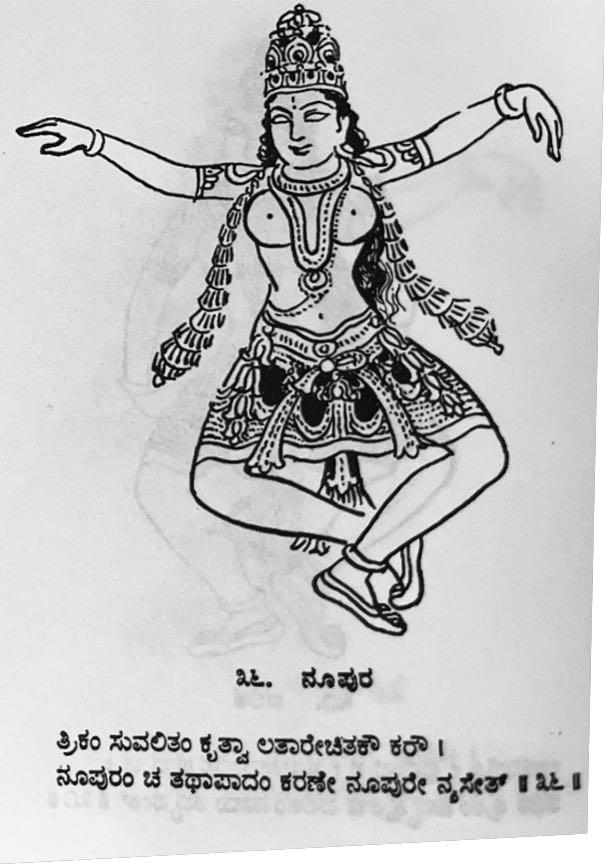 ೩೬. ನೂಪುರ
ತ್ರಿಕಂ ಸುವಲಿತಂ ಕೃತ್ವಾ ಲತಾರೇಚಿತಕೌ ಕರೌ ।
ನೂಪುರಂ ಚ ತಥಾಪಾದಂ ಕರಣೇ ನೂಪುರೇ ನ್ಯಸೇತ್ ॥ ೩೬ ॥